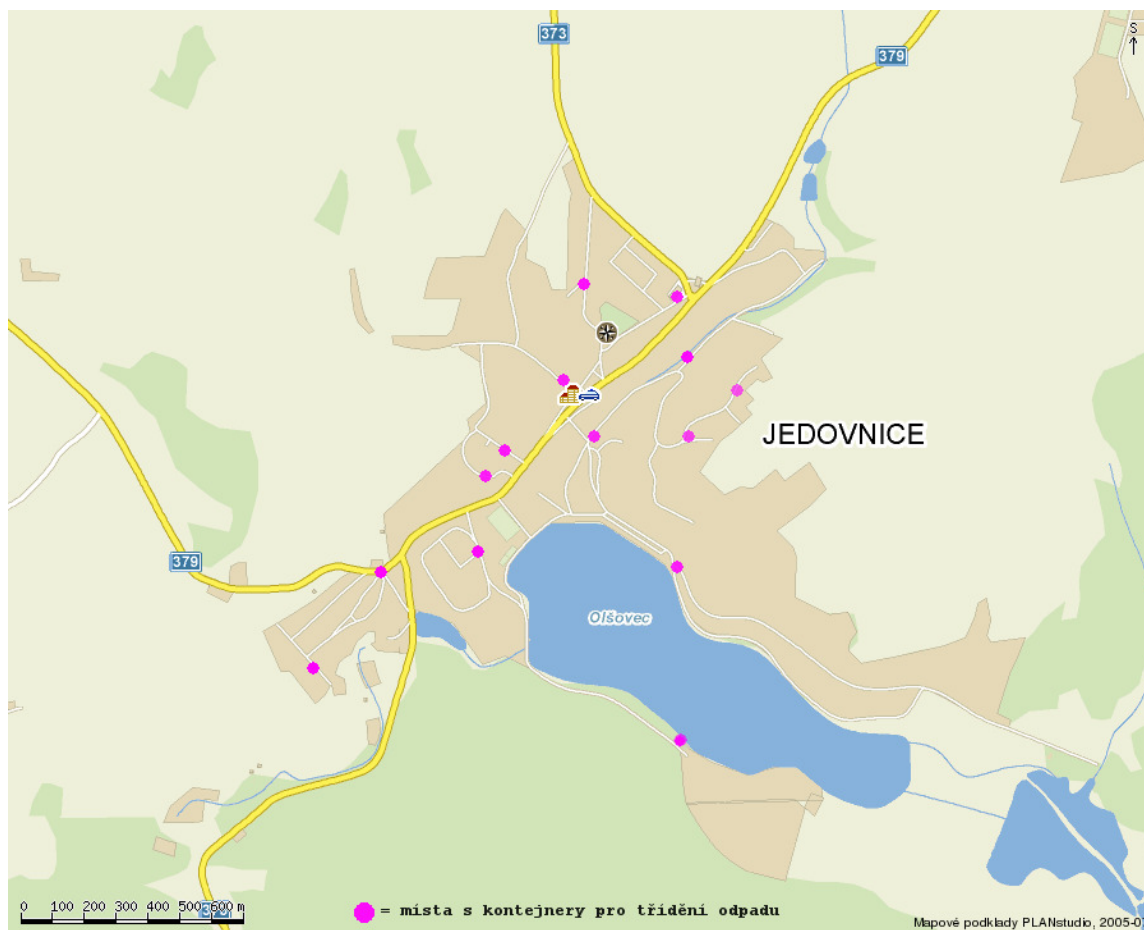 373
379
S
JEDOVNICE
379
Olšovec
0 100 200 300 400 500 600 m
= místa s kontejnery pro třídění odpadu
Mapové podklady PLANstudio, 2005-0